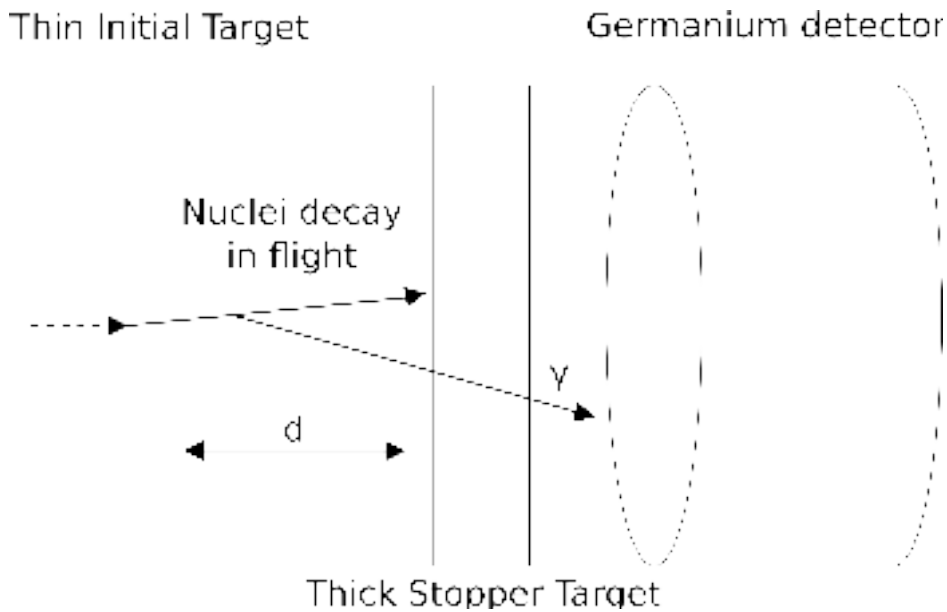 Thin Initial Target
Germanium detector
Nuclei decay
in flight
γ
d
Thick Stopper Target